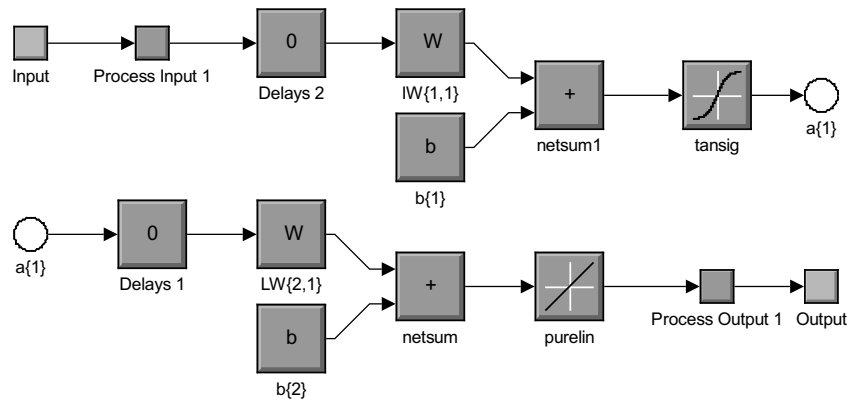 0
W
Input
Process Input 1
Delays 2
IW{1,1}
+
b
netsum1
tansig
a{1}
b{1}
0
W
a{1}
Delays 1
LW{2,1}
+
b
netsum
purelin
Process Output 1
Output
b{2}